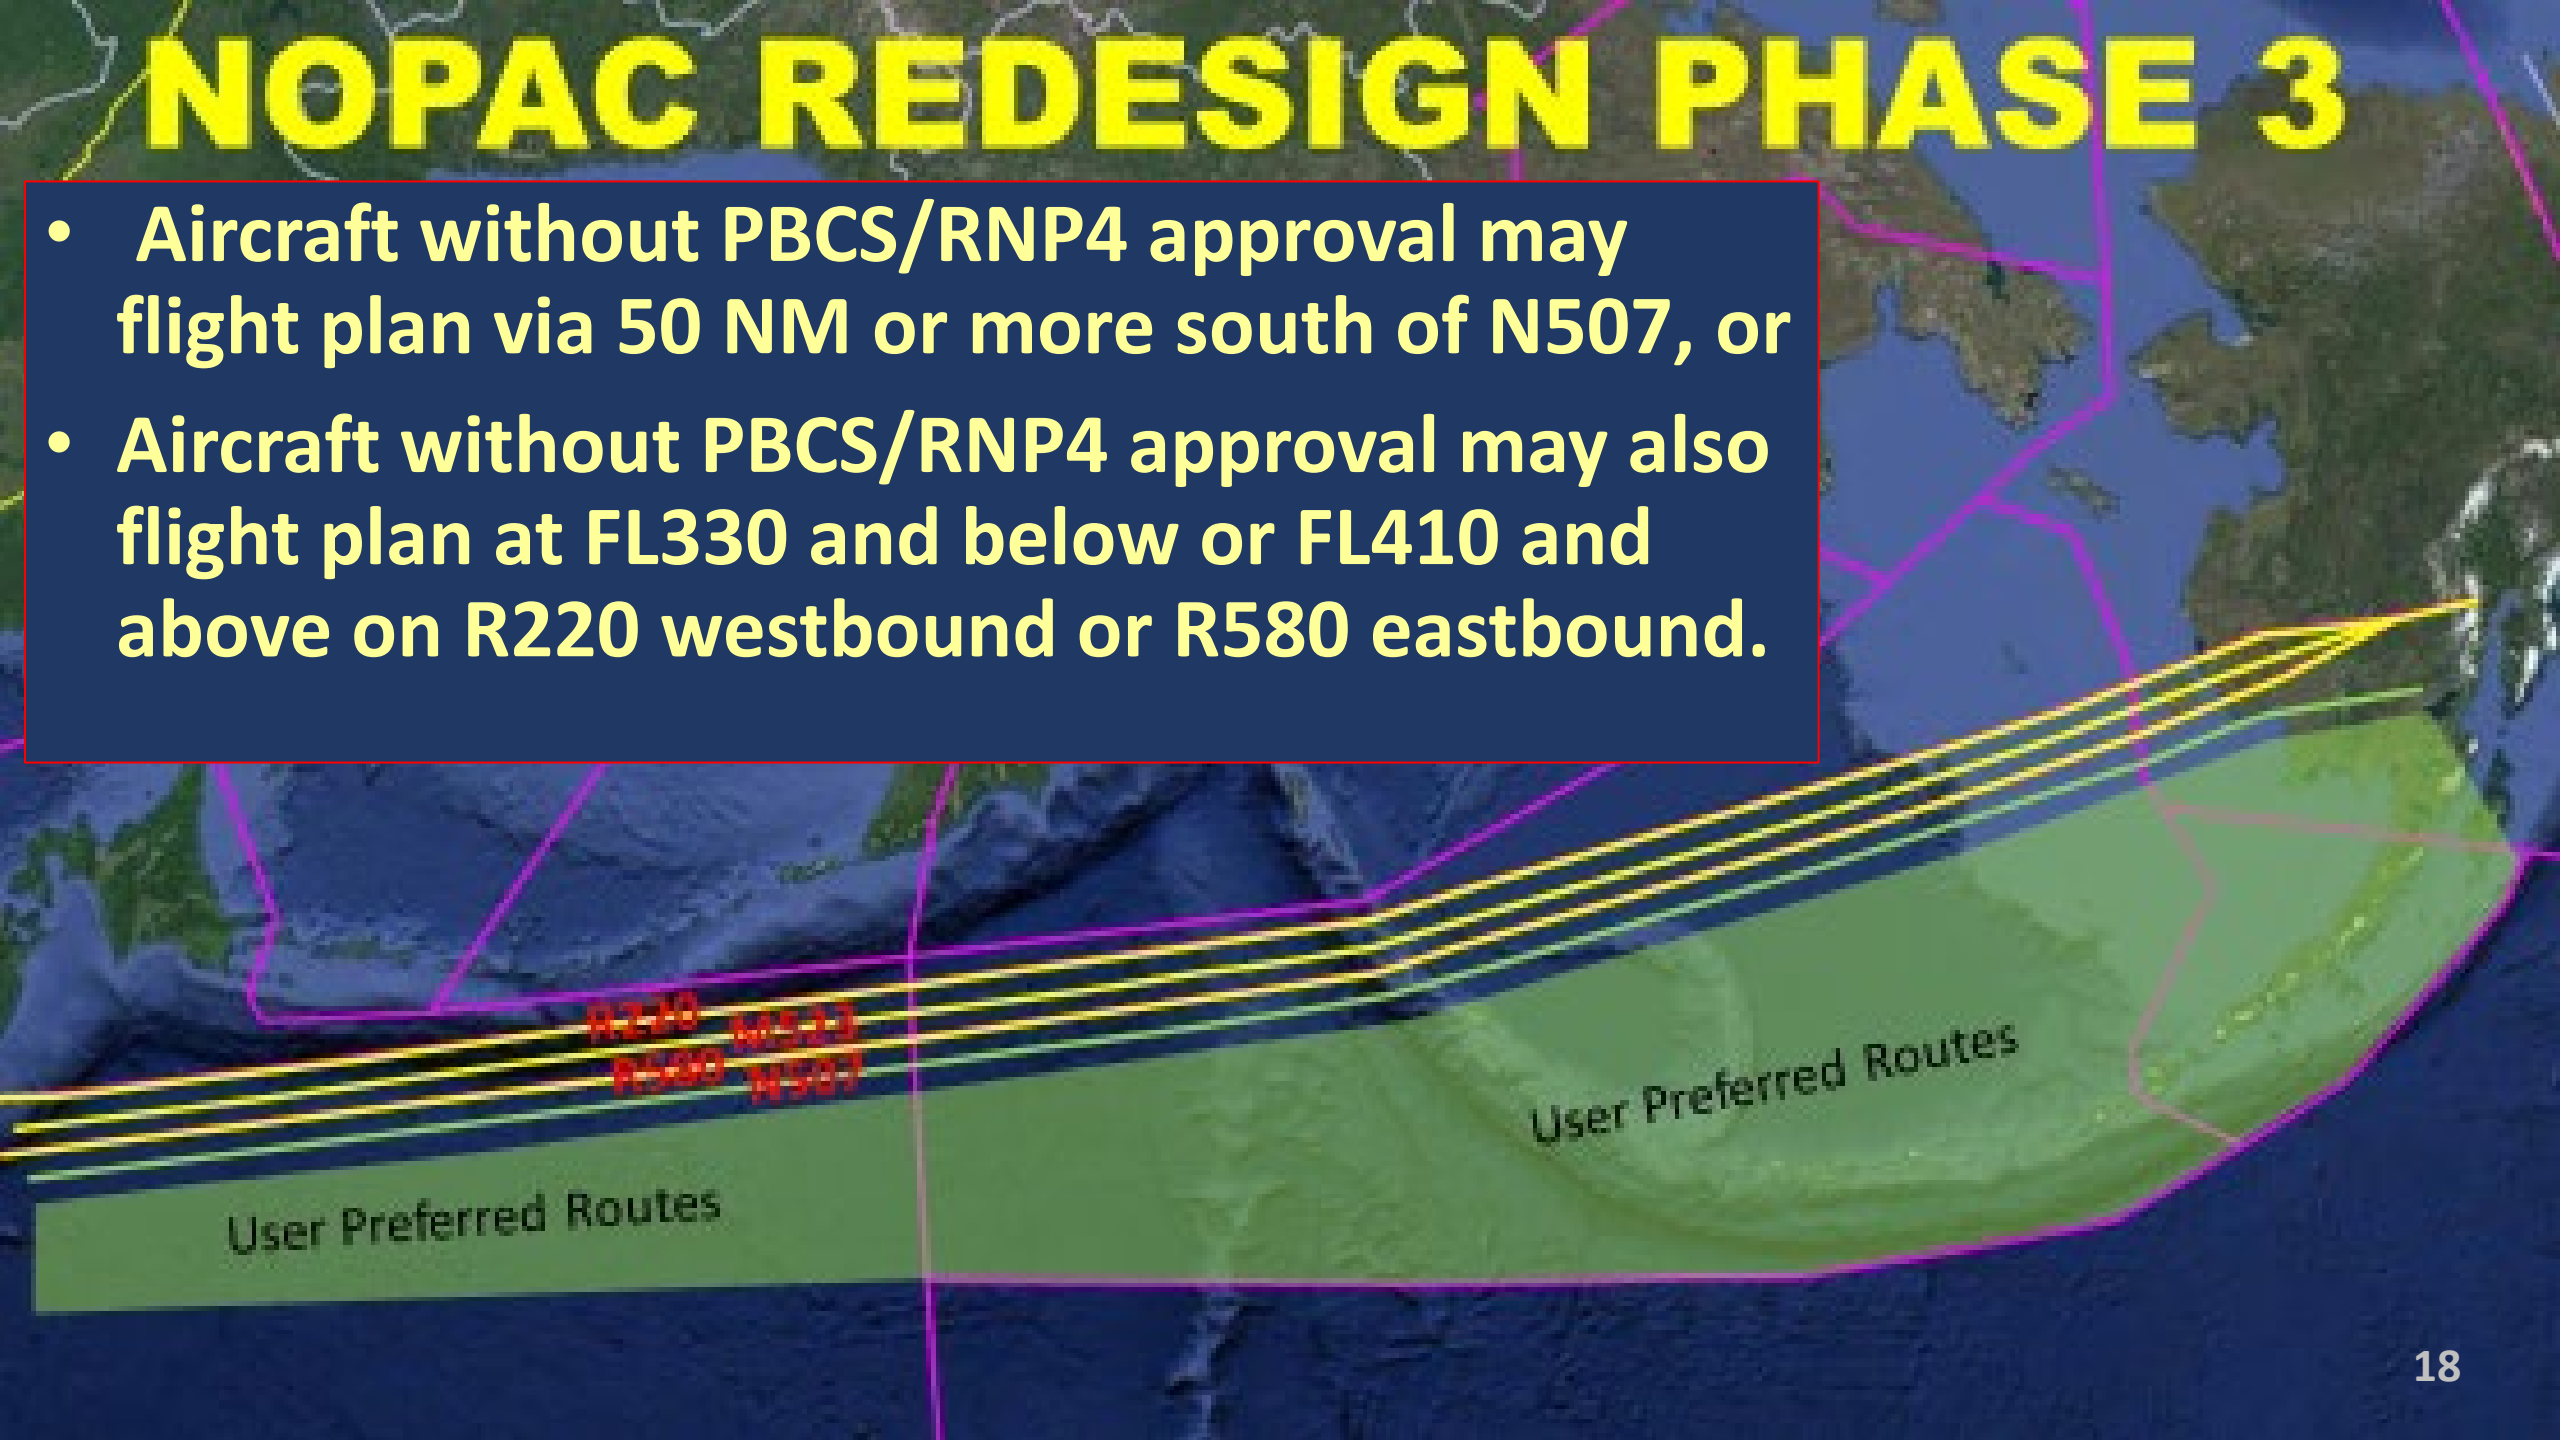 NOPAC REDESIGN PHASE 3
• Aircraft without PBCS/RNP4 approval may
flight plan via 50 NM or more south of N507, or
• Aircraft without PBCS/RNP4 approval may also
flight plan at FL330 and below or FL410 and
above on R220 westbound or R580 eastbound.
R220
M523
R580
N507
User Preferred Routes
User Preferred Routes
18